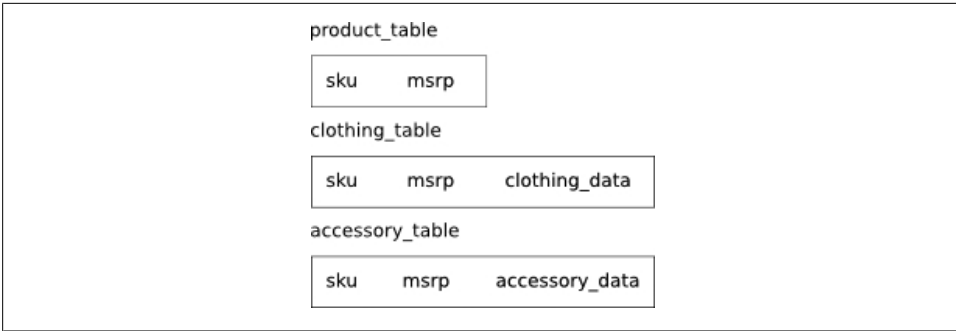 product_table
sku msrp
clothing_table
sku msrp clothing_data
accessory_table
sku msrp accessory_data